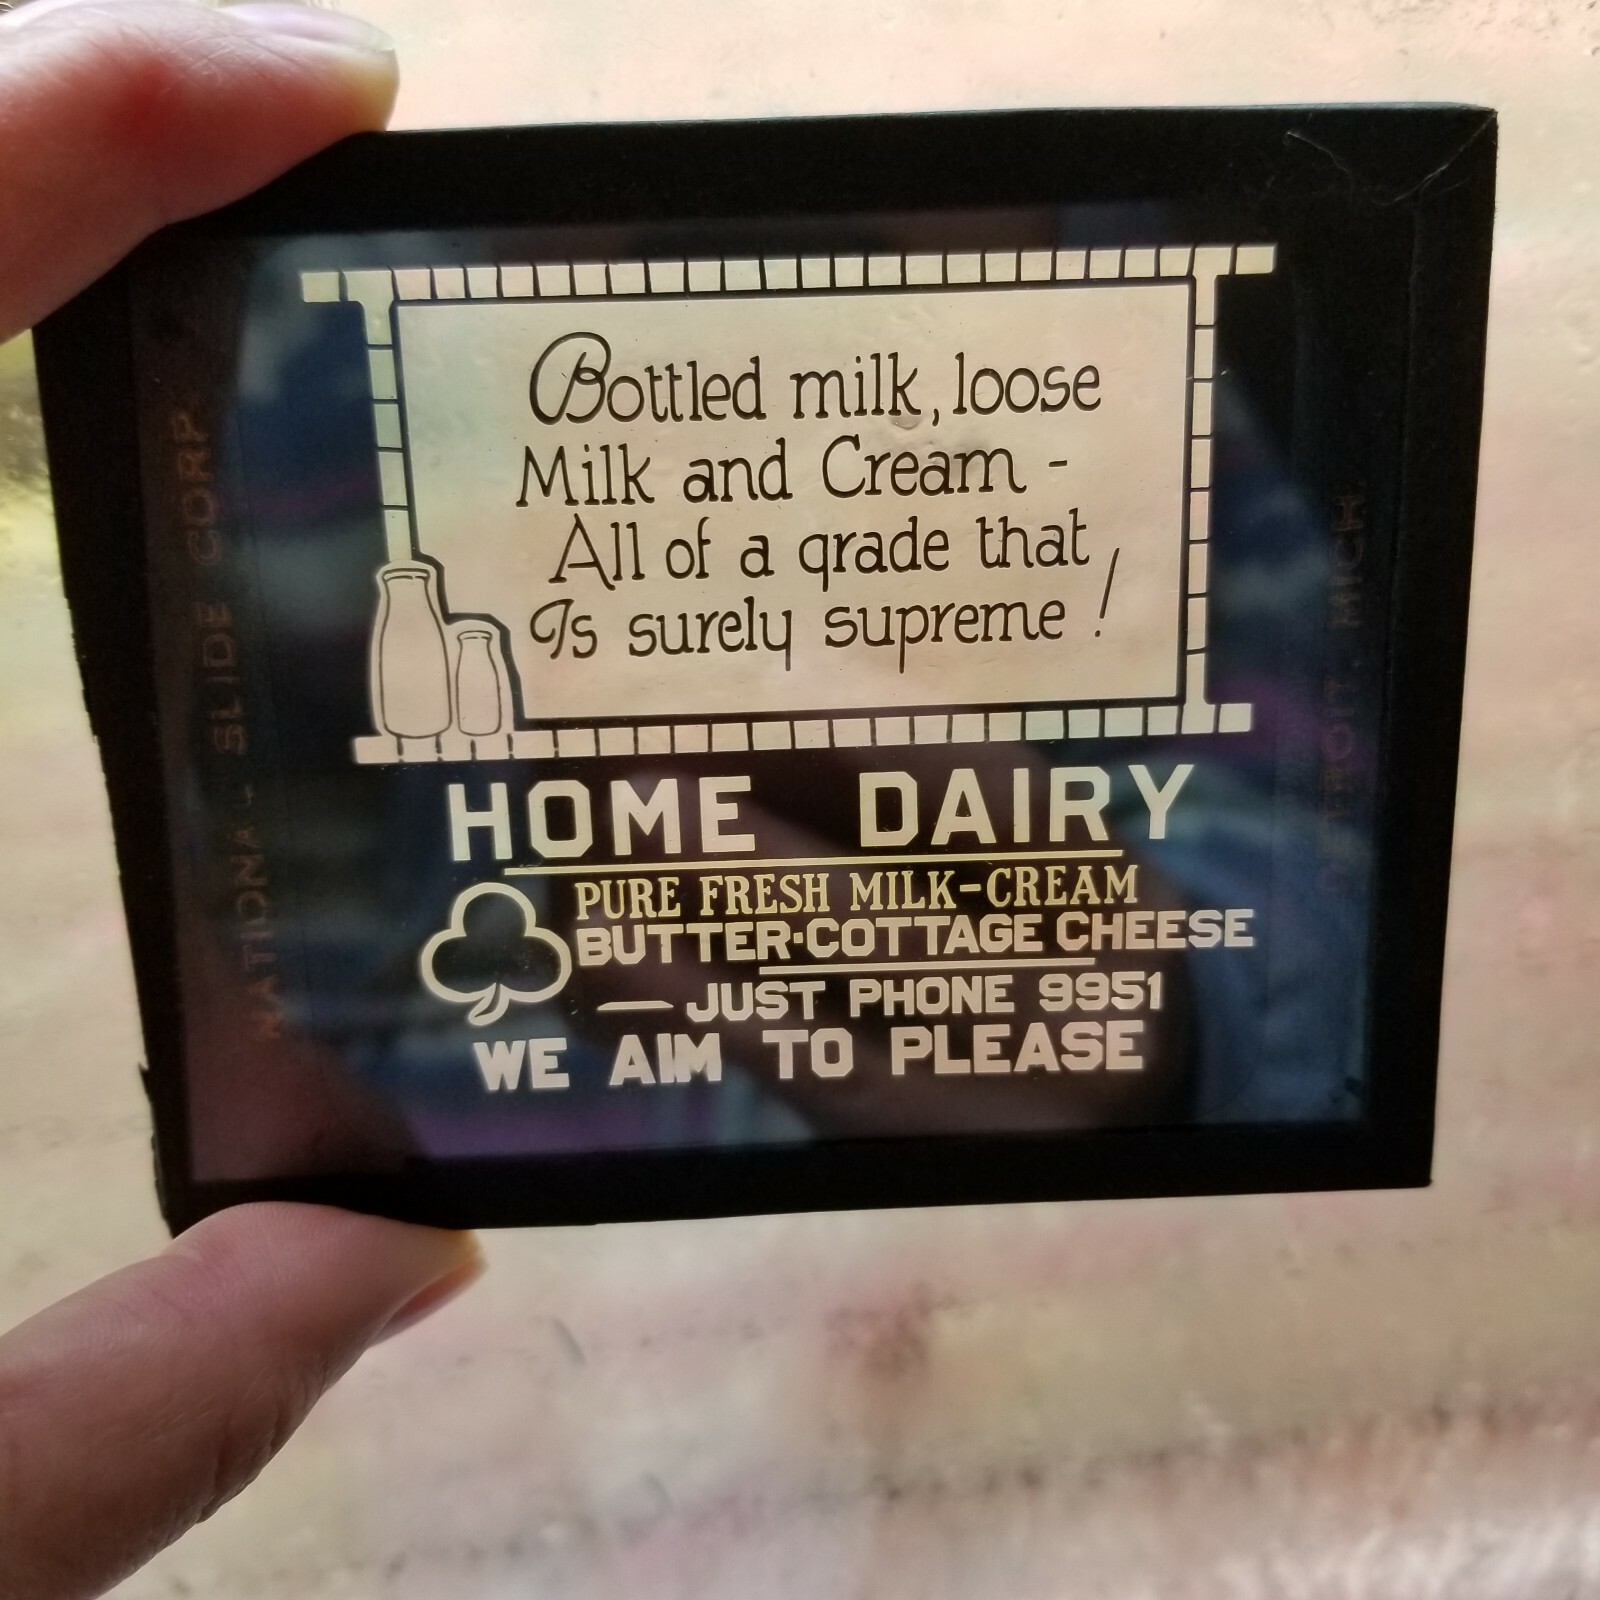 Bottled milk, loose
Milk and Cream -
All of a grade that
Is surely supreme!
HOME DAIRY
PURE FRESH MILK-CREAM
BUTTER·COTTAGE CHEESE
— JUST PHONE 9951
WE AIM TO PLEASE
NATIONAL SLIDE CORP.
DETROIT, MICH.